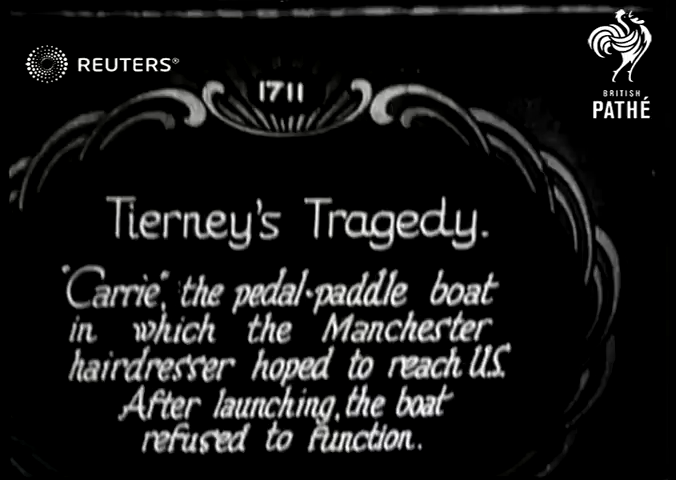 REUTERS®
BRITISH
PATHÉ
1711
Tierney's Tragedy.
"Carrie", the pedal-paddle boat
in which the Manchester
hairdresser hoped to reach U.S.
After launching, the boat
refused to function.